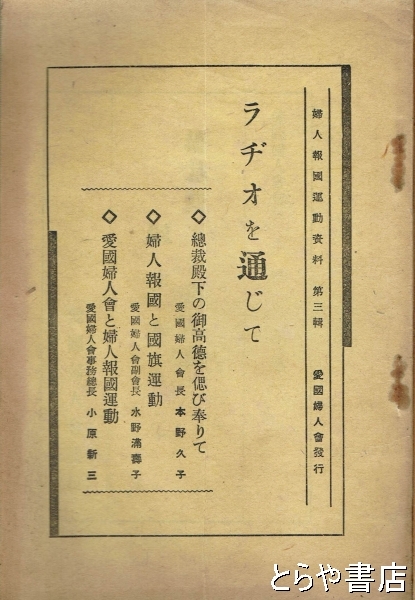 婦人報國運動資料 第三輯 愛國婦人會發行
ラヂオを通じて
◇總裁殿下の御高德を偲び奉りて
愛國婦人會長 本野久子
◇婦人報國と國旗運動
愛國婦人會副會長 水野滿壽子
◇愛國婦人會と婦人報國運動
愛國婦人會事務總長 小原新三
とらや書店